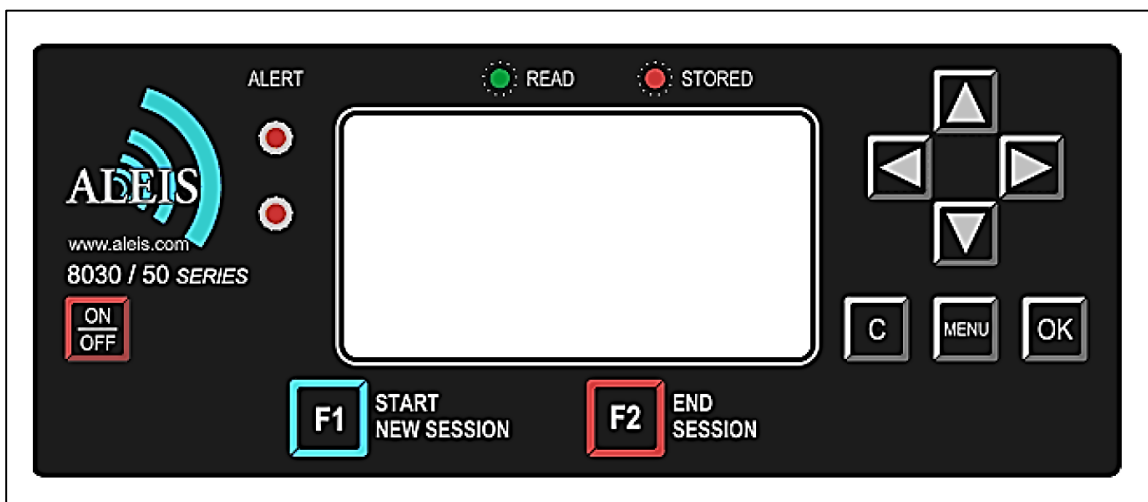 ALERT
READ
STORED
ALEIS
www.aleis.com
8030 / 50 SERIES
ON
OFF
C
MENU
OK
F1
START
NEW SESSION
F2
END
SESSION